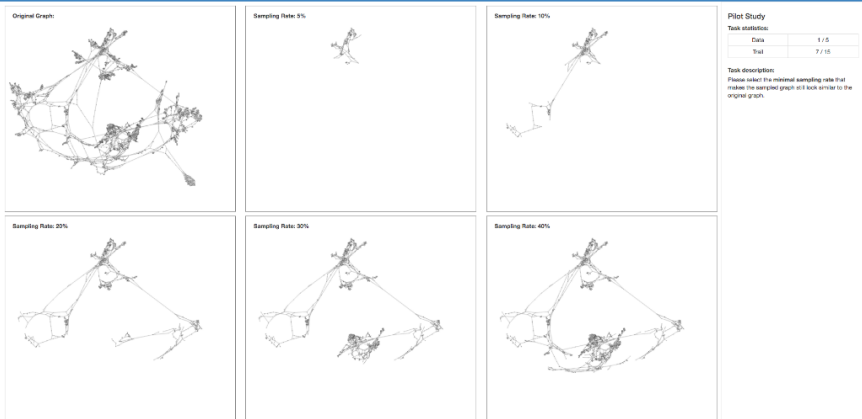 Original Graph:
Sampling Rate: 5%
Sampling Rate: 10%
Pilot Study
Task statistics:
Data 1 / 5
Trail 7 / 15
Task description:
Please select the minimal sampling rate that
makes the sampled graph still look similar to the
original graph.
Sampling Rate: 20%
Sampling Rate: 30%
Sampling Rate: 40%